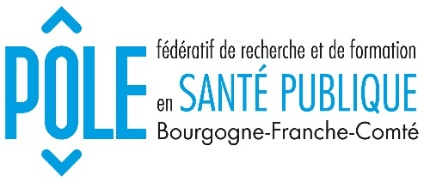 PÔLE
fédératif de recherche et de formation
en SANTÉ PUBLIQUE
Bourgogne-Franche-Comté